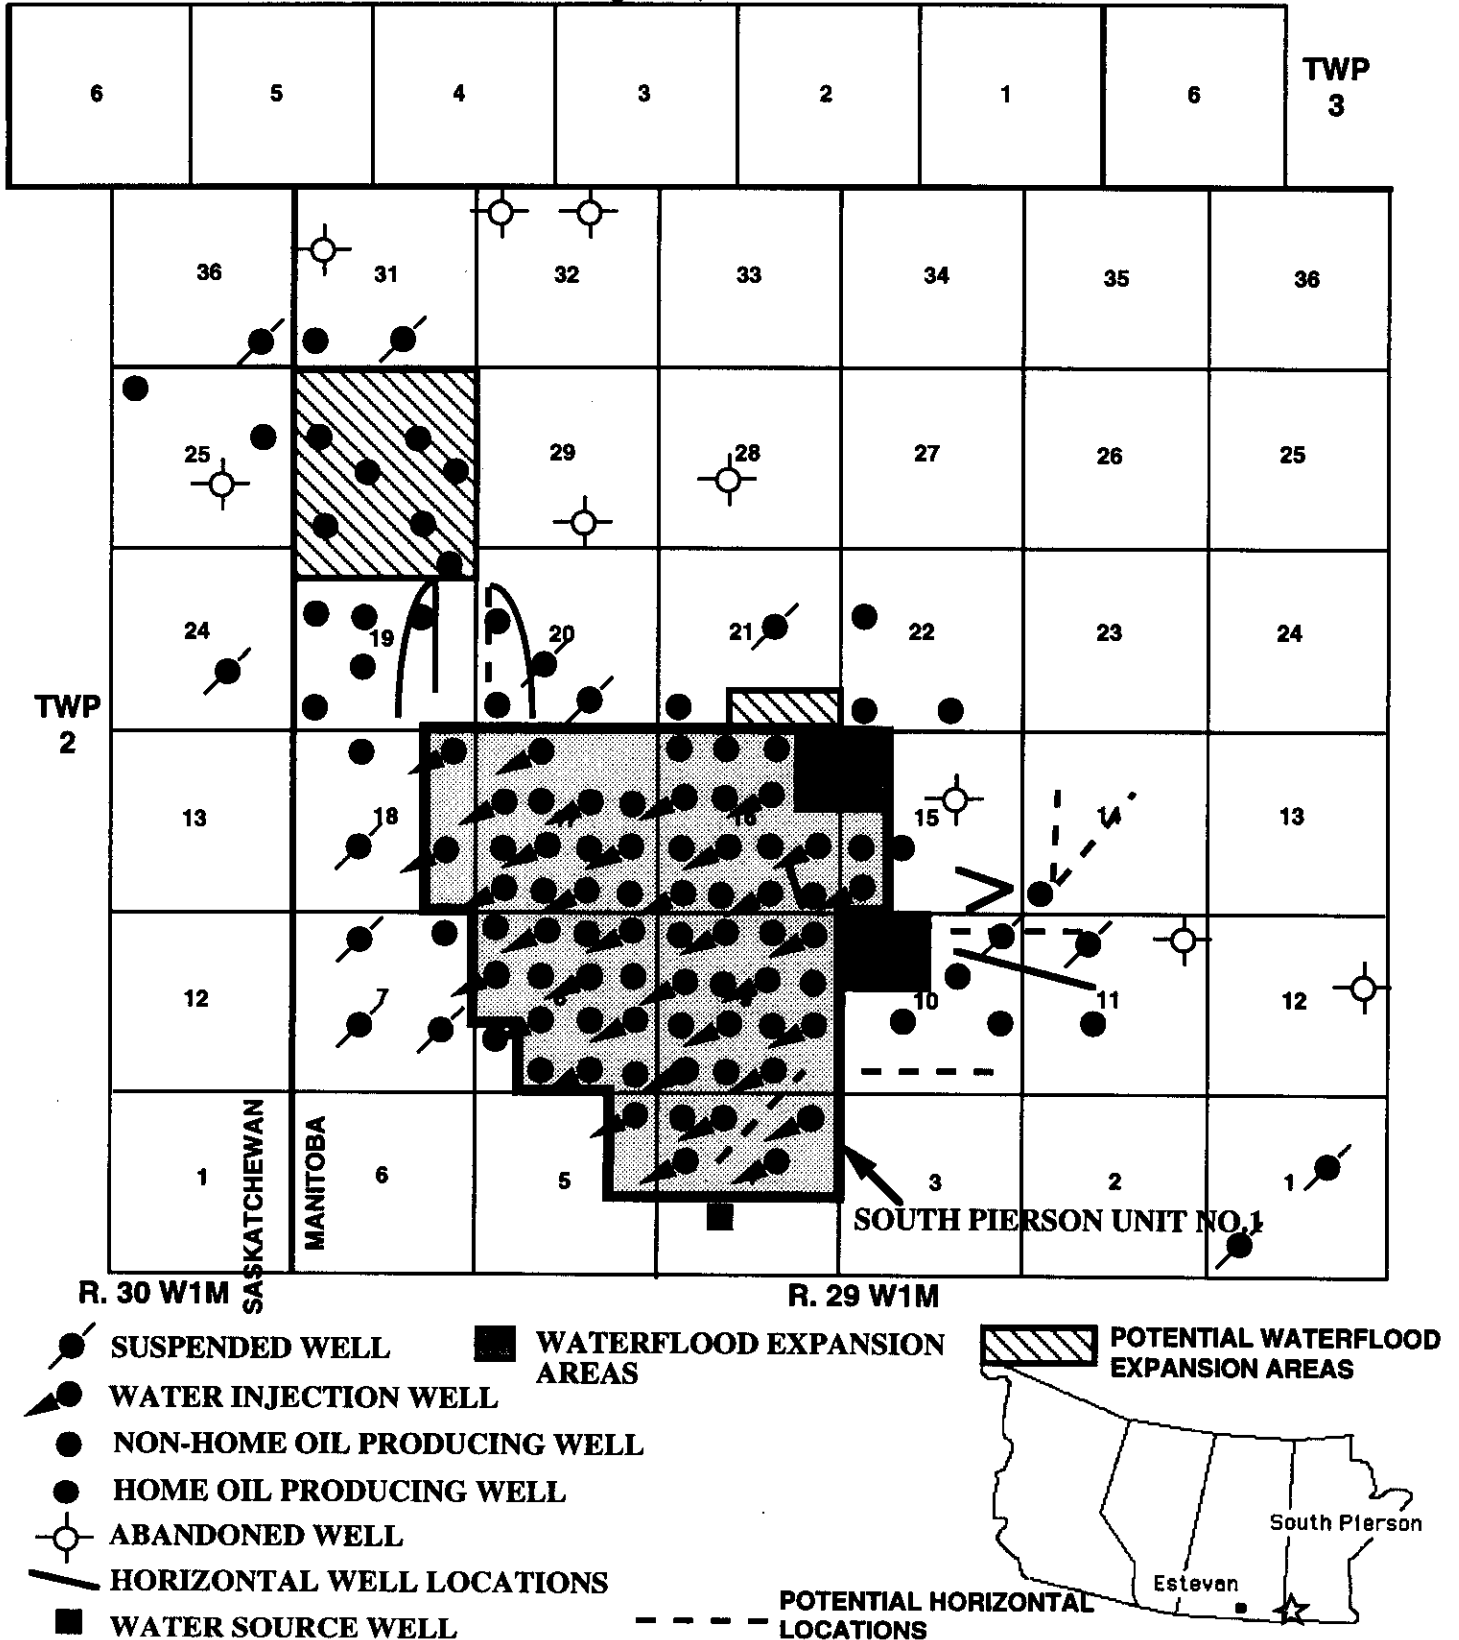 6 5 4 3 2 1 6
TWP
3
36 31 32 33 34 35 36
25 29 28 27 26 25
24 19 20 21 22 23 24
TWP
2
13 18 15 14 13
12 7 10 11 12
1 6 5 3 2 1
SASKATCHEWAN
MANITOBA
SOUTH PIERSON UNIT NO.1
R. 30 W1M
R. 29 W1M
SUSPENDED WELL
WATER INJECTION WELL
NON-HOME OIL PRODUCING WELL
HOME OIL PRODUCING WELL
ABANDONED WELL
HORIZONTAL WELL LOCATIONS
WATER SOURCE WELL
WATERFLOOD EXPANSION
AREAS
POTENTIAL HORIZONTAL
LOCATIONS
POTENTIAL WATERFLOOD
EXPANSION AREAS
South Pierson
Estevan